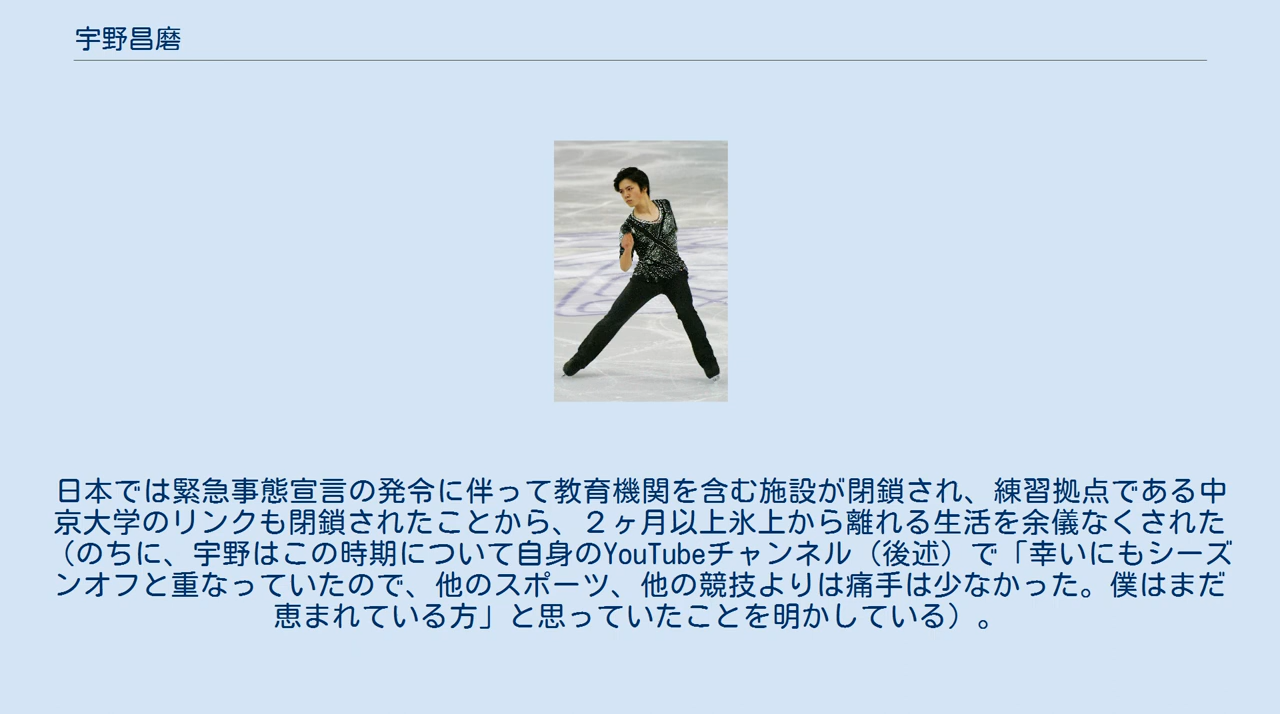 宇野昌磨
日本では緊急事態宣言の発令に伴って教育機関を含む施設が閉鎖され、練習拠点である中
京大学のリンクも閉鎖されたことから、２ヶ月以上氷上から離れる生活を余儀なくされた
（のちに、宇野はこの時期について自身のYouTubeチャンネル（後述）で「幸いにもシーズ
ンオフと重なっていたので、他のスポーツ、他の競技よりは痛手は少なかった。僕はまだ
恵まれている方」と思っていたことを明かしている）。